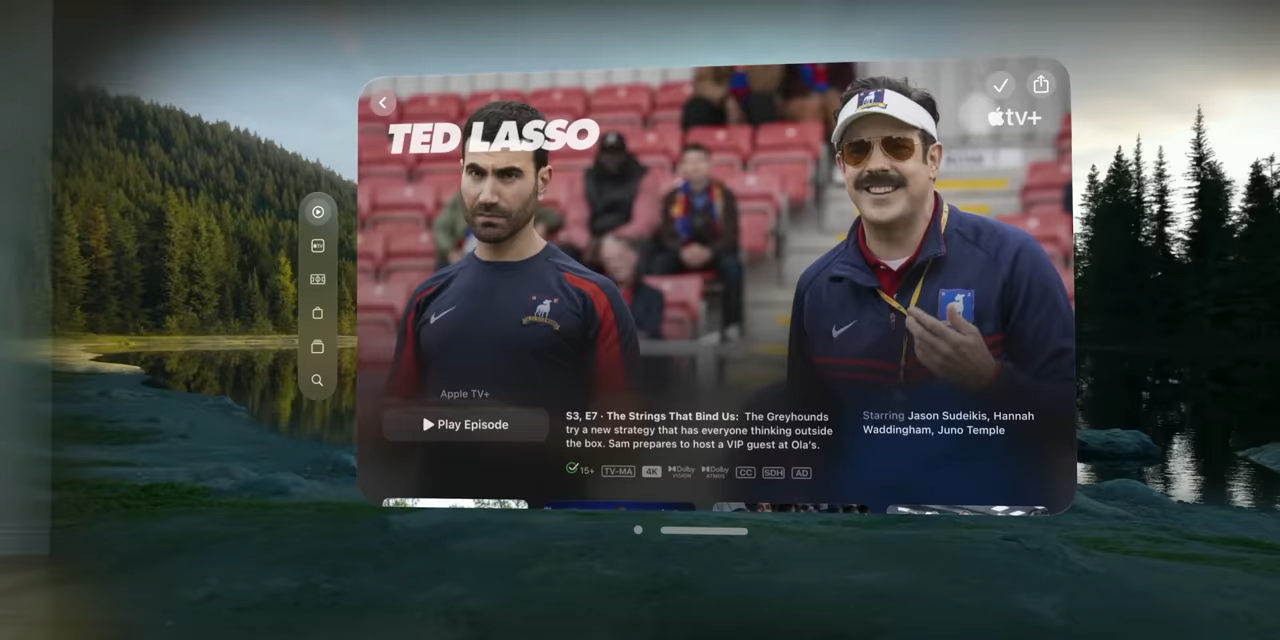 TED LASSO
tv+
Apple TV+
Play Episode
S3, E7 · The Strings That Bind Us: The Greyhounds
try a new strategy that has everyone thinking outside
the box. Sam prepares to host a VIP guest at Ola's.
15+ TV-MA 4K Dolby VISION Dolby ATMOS CC SDH AD
Starring Jason Sudeikis, Hannah
Waddingham, Juno Temple